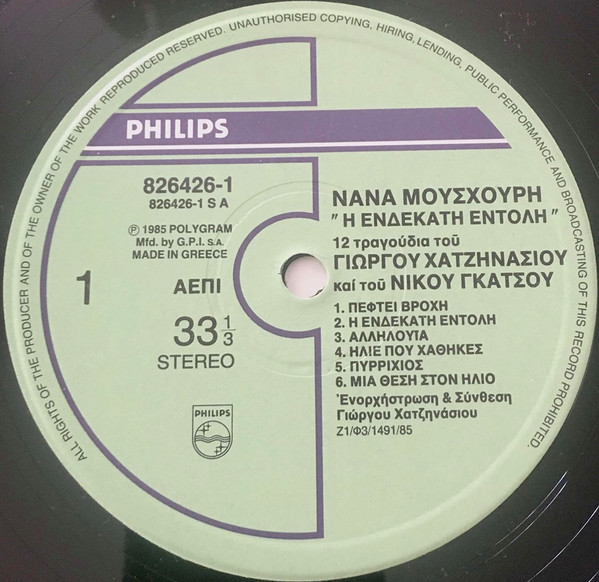 ALL RIGHTS OF THE PRODUCER AND OF THE OWNER OF THE WORK REPRODUCED RESERVED. UNAUTHORISED COPYING, HIRING, LENDING, PUBLIC PERFORMANCE AND BROADCASTING OF THIS RECORD PROHIBITED.
PHILIPS
826426-1
826426-1 S A
℗ 1985 POLYGRAM
Mfd. by G.P.I. S.A.
MADE IN GREECE
1
ΑΕΠΙ
33 1/3
STEREO
PHILIPS
ΝΑΝΑ ΜΟΥΣΧΟΥΡΗ
" Η ΕΝΔΕΚΑΤΗ ΕΝΤΟΛΗ "
12 τραγούδια τοῦ
ΓΙΩΡΓΟΥ ΧΑΤΖΗΝΑΣΙΟΥ
καί τοῦ ΝΙΚΟΥ ΓΚΑΤΣΟΥ
1. ΠΕΦΤΕΙ ΒΡΟΧΗ
2. Η ΕΝΔΕΚΑΤΗ ΕΝΤΟΛΗ
3. ΑΛΛΗΛΟΥΪΑ
4. ΗΛΙΕ ΠΟΥ ΧΑΘΗΚΕΣ
5. ΠΥΡΡΙΧΙΟΣ
6. ΜΙΑ ΘΕΣΗ ΣΤΟΝ ΗΛΙΟ
Ἐνορχήστρωση & Σύνθεση
Γιώργου Χατζηνάσιου
Ζ1/Φ3/1491/85